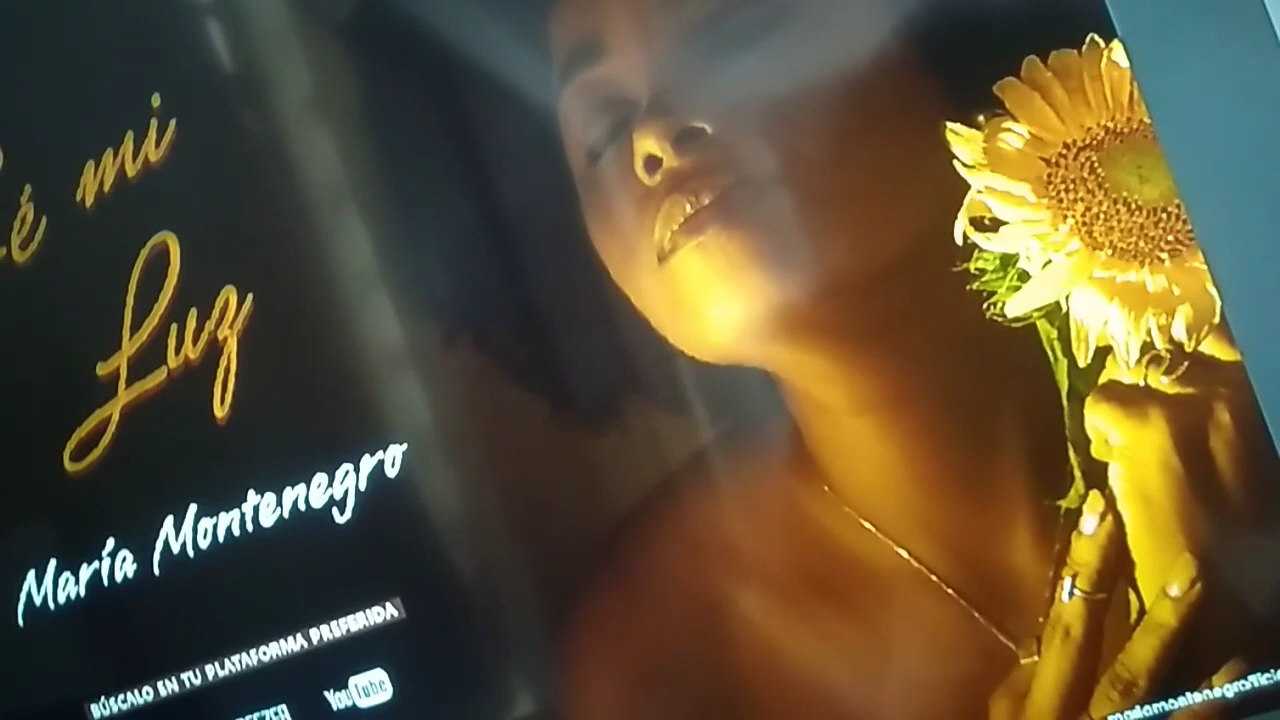 é mi
Luz
María Montenegro
BÚSCALO EN TU PLATAFORMA PREFERIDA
YouTube